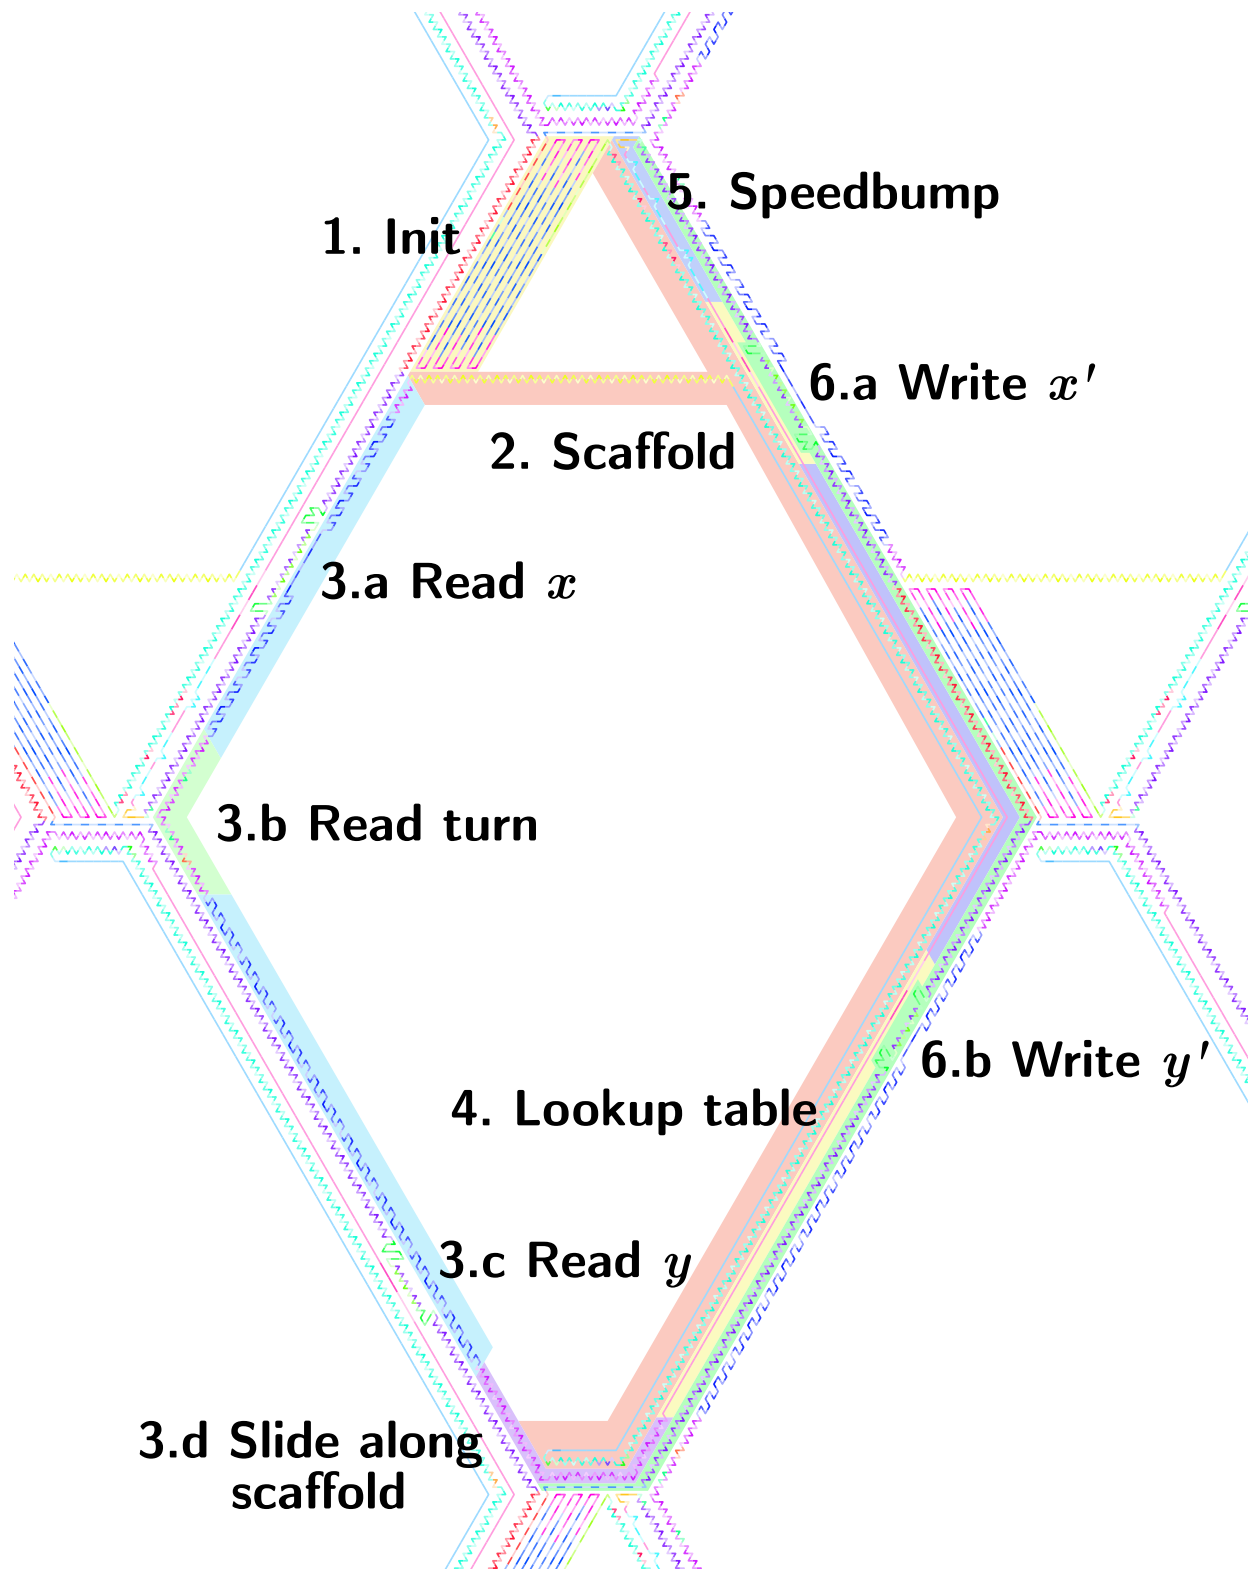 5. Speedbump
1. Init
6.a Write x′
2. Scaffold
3.a Read x
3.b Read turn
6.b Write y′
4. Lookup table
3.c Read y
3.d Slide along
scaffold